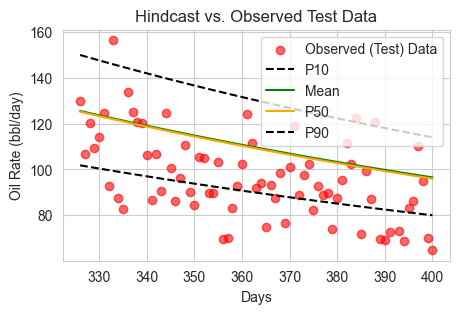 Hindcast vs. Observed Test Data
Oil Rate (bbl/day)
160
140
120
100
80
Observed (Test) Data
P10
Mean
P50
P90
330
340
350
360
370
380
390
400
Days